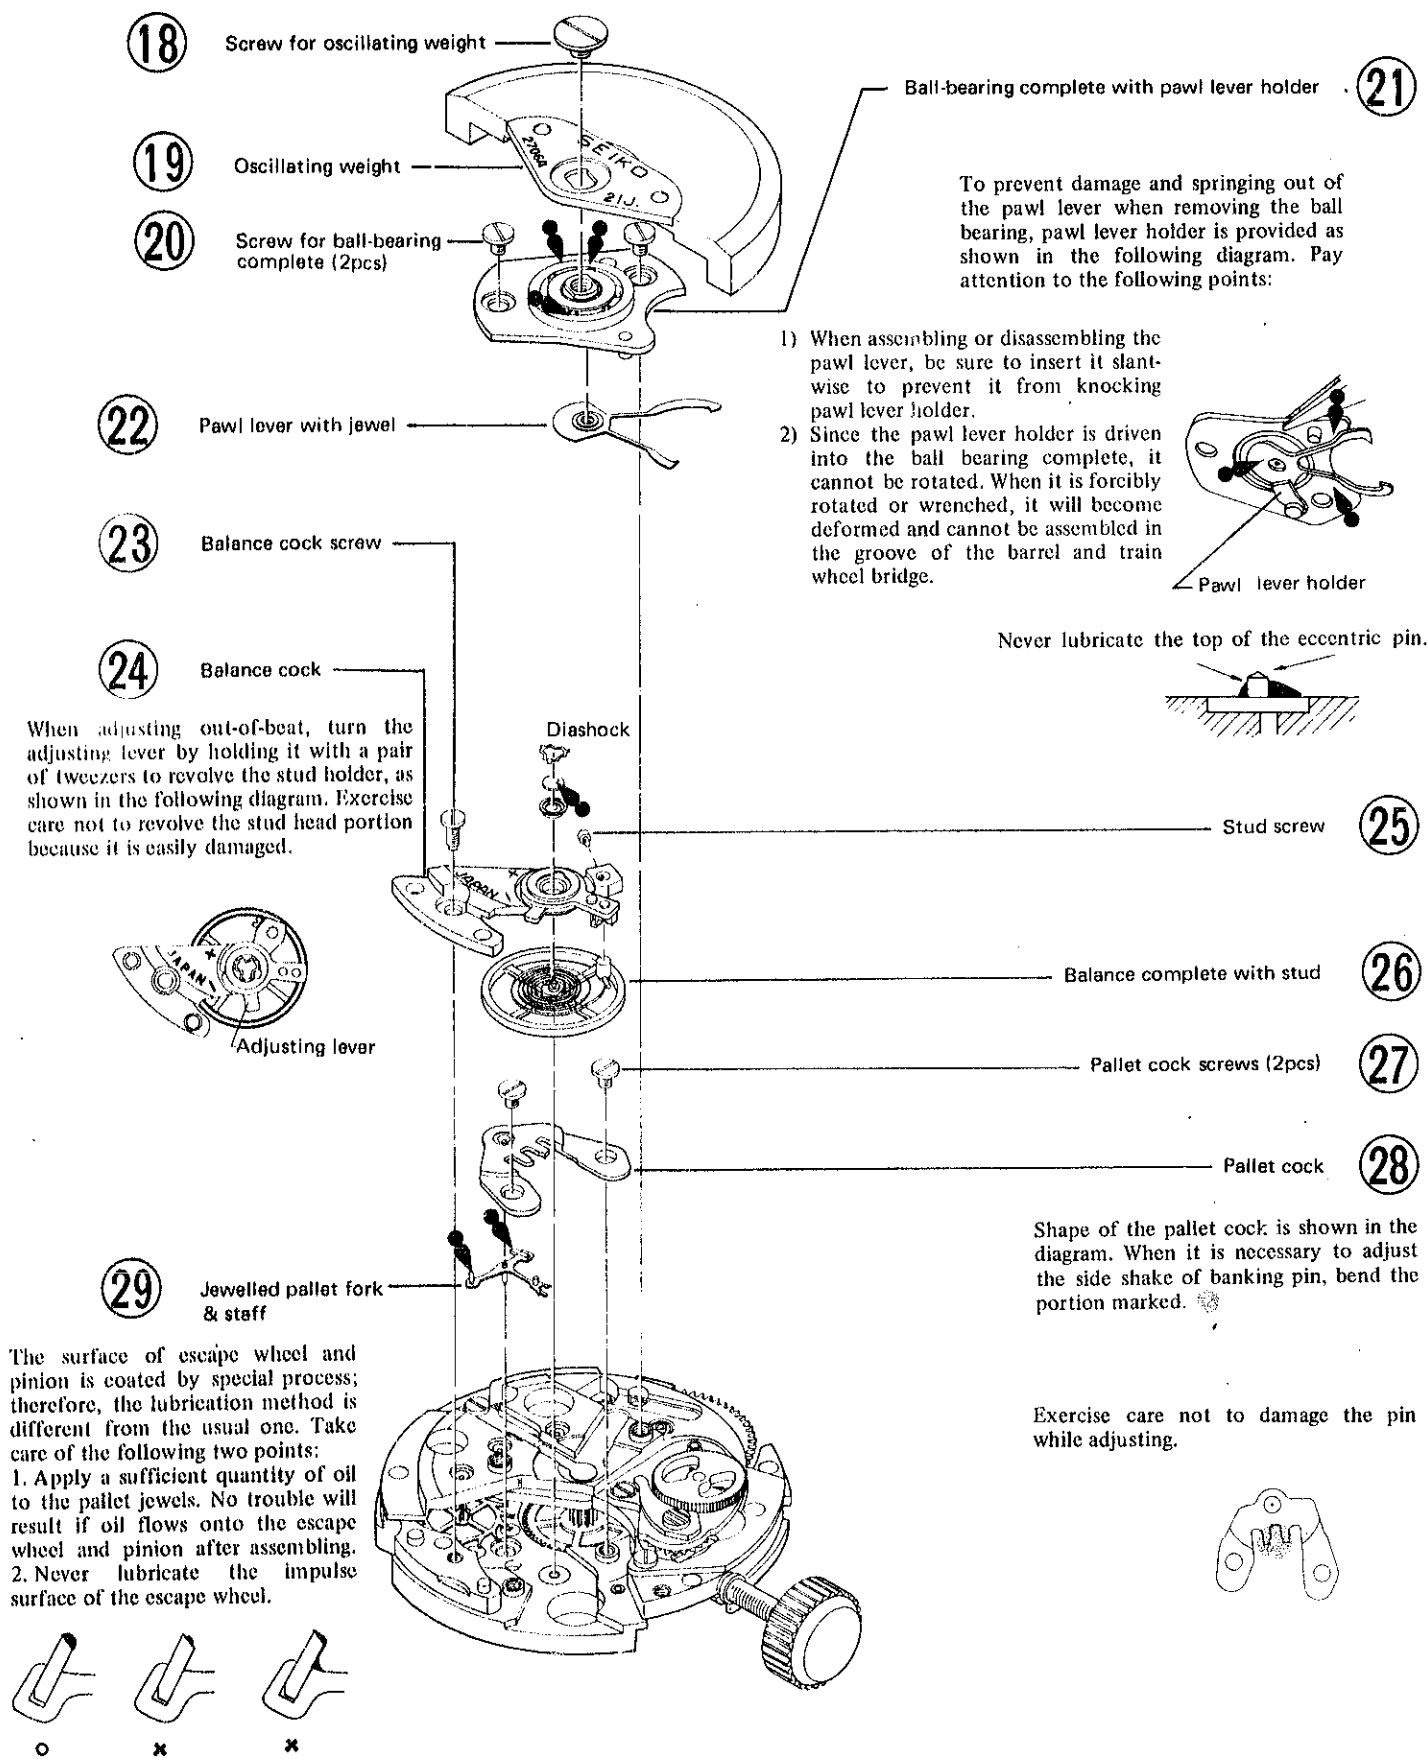 18 Screw for oscillating weight
19 Oscillating weight
20 Screw for ball-bearing
complete (2pcs)
2706A
SEIKO
21J.
Ball-bearing complete with pawl lever holder 21
To prevent damage and springing out of
the pawl lever when removing the ball
bearing, pawl lever holder is provided as
shown in the following diagram. Pay
attention to the following points:
1) When assembling or disassembling the
pawl lever, be sure to insert it slant-
wise to prevent it from knocking
pawl lever holder.
2) Since the pawl lever holder is driven
into the ball bearing complete, it
cannot be rotated. When it is forcibly
rotated or wrenched, it will become
deformed and cannot be assembled in
the groove of the barrel and train
wheel bridge.
Pawl lever holder
Never lubricate the top of the eccentric pin.
22 Pawl lever with jewel
23 Balance cock screw
24 Balance cock
When adjusting out-of-beat, turn the
adjusting lever by holding it with a pair
of tweezers to revolve the stud holder, as
shown in the following diagram. Exercise
care not to revolve the stud head portion
because it is easily damaged.
+
JAPAN
-
Adjusting lever
Diashock
+
JAPAN
-
Stud screw 25
Balance complete with stud 26
Pallet cock screws (2pcs) 27
Pallet cock 28
Shape of the pallet cock is shown in the
diagram. When it is necessary to adjust
the side shake of banking pin, bend the
portion marked.
Exercise care not to damage the pin
while adjusting.
29 Jewelled pallet fork
& staff
The surface of escape wheel and
pinion is coated by special process;
therefore, the lubrication method is
different from the usual one. Take
care of the following two points:
1. Apply a sufficient quantity of oil
to the pallet jewels. No trouble will
result if oil flows onto the escape
wheel and pinion after assembling.
2. Never lubricate the impulse
surface of the escape wheel.
o x x